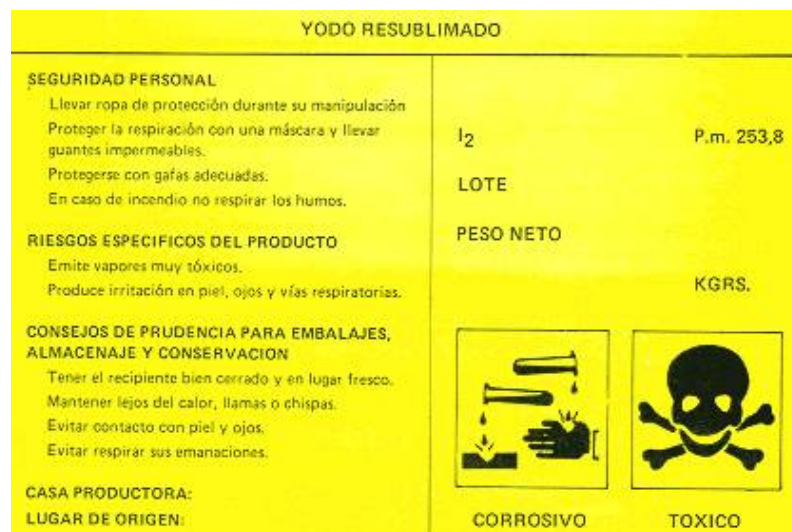 YODO RESUBLIMADO
SEGURIDAD PERSONAL
Llevar ropa de protección durante su manipulación
Proteger la respiración con una máscara y llevar
guantes impermeables.
Protegerse con gafas adecuadas.
En caso de incendio no respirar los humos.
RIESGOS ESPECIFICOS DEL PRODUCTO
Emite vapores muy tóxicos.
Produce irritación en piel, ojos y vías respiratorias.
CONSEJOS DE PRUDENCIA PARA EMBALAJES,
ALMACENAJE Y CONSERVACION
Tener el recipiente bien cerrado y en lugar fresco.
Mantener lejos del calor, llamas o chispas.
Evitar contacto con piel y ojos.
Evitar respirar sus emanaciones.
CASA PRODUCTORA:
LUGAR DE ORIGEN:
I2 P.m. 253,8
LOTE
PESO NETO
KGRS.
CORROSIVO TOXICO